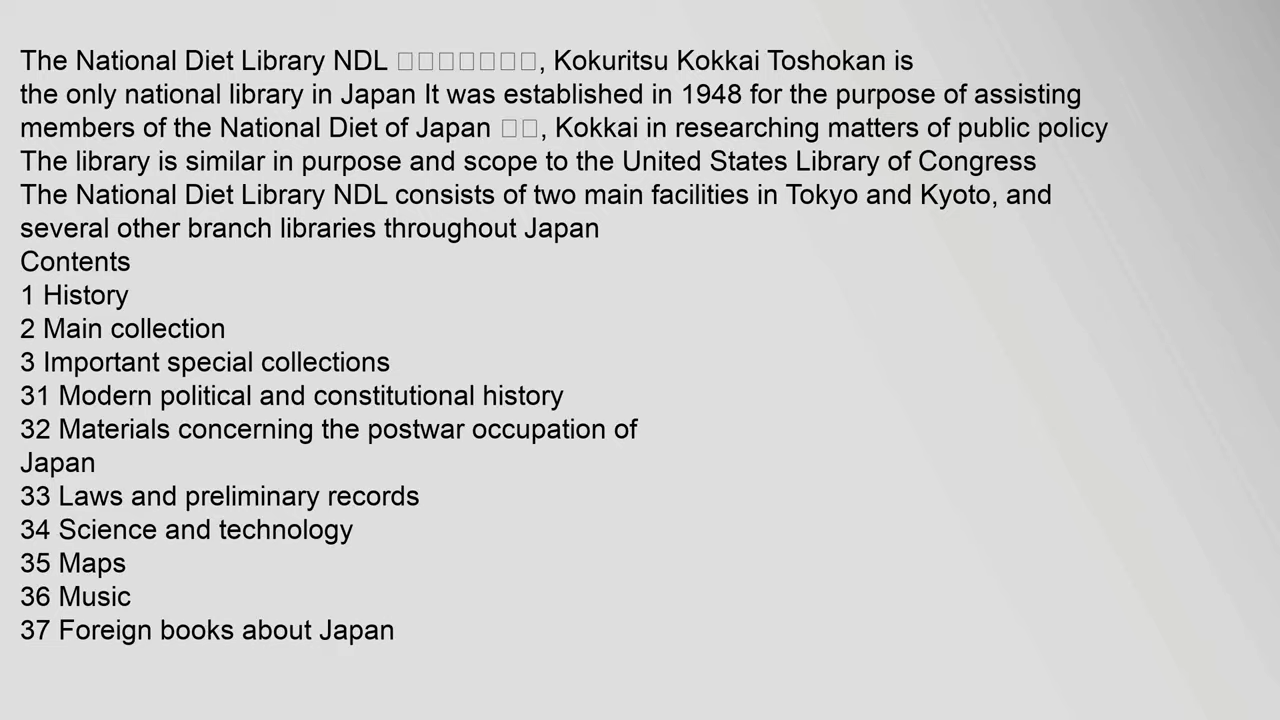 The National Diet Library NDL □□□□□□□, Kokuritsu Kokkai Toshokan is
the only national library in Japan It was established in 1948 for the purpose of assisting
members of the National Diet of Japan □□, Kokkai in researching matters of public policy
The library is similar in purpose and scope to the United States Library of Congress
The National Diet Library NDL consists of two main facilities in Tokyo and Kyoto, and
several other branch libraries throughout Japan
Contents
1 History
2 Main collection
3 Important special collections
31 Modern political and constitutional history
32 Materials concerning the postwar occupation of
Japan
33 Laws and preliminary records
34 Science and technology
35 Maps
36 Music
37 Foreign books about Japan